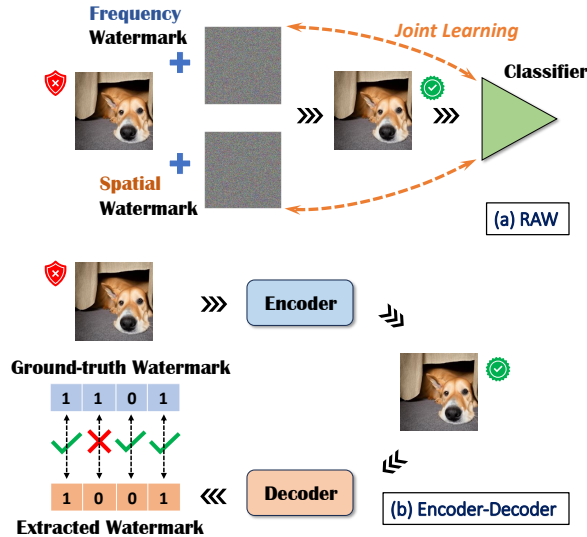 Frequency
Watermark
Joint Learning
Classifier
Spatial
Watermark
(a) RAW
Encoder
Ground-truth Watermark
1 1 0 1
1 0 0 1
Decoder
Extracted Watermark
(b) Encoder-Decoder